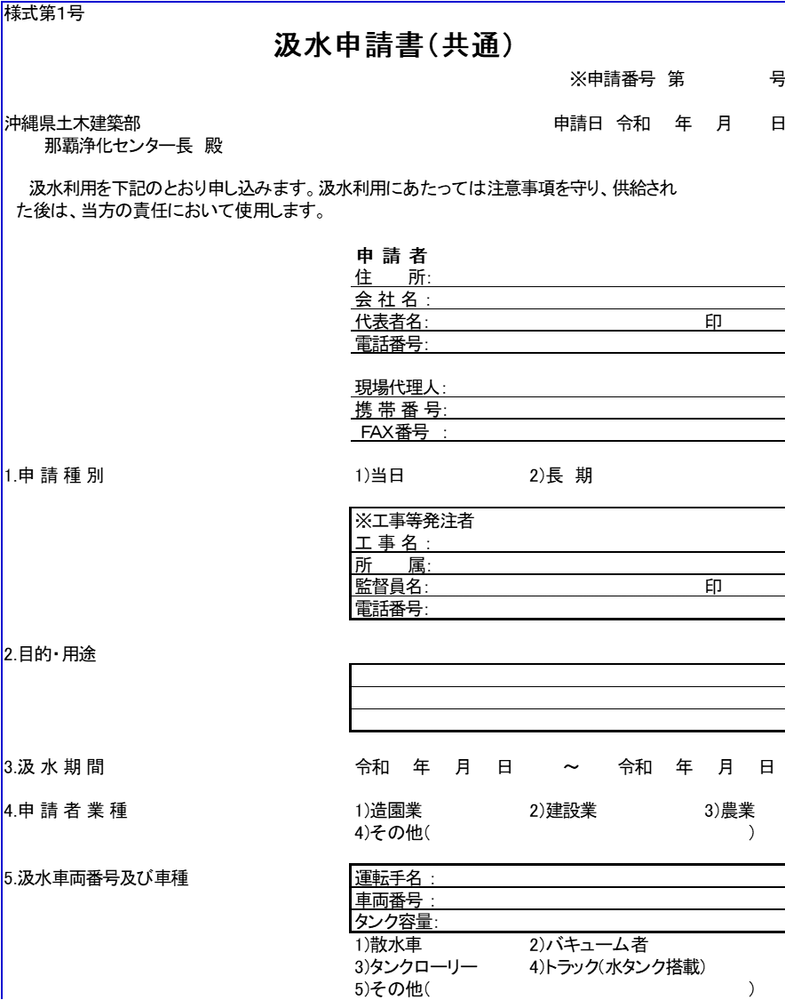 様式第1号
汲水申請書(共通)
※申請番号 第 号
沖縄県土木建築部 申請日 令和 年 月 日
那覇浄化センター長 殿
汲水利用を下記のとおり申し込みます。汲水利用にあたっては注意事項を守り、供給され
た後は、当方の責任において使用します。
申 請 者
住 所:
会 社 名 :
代表者名: 印
電話番号:
現場代理人:
携 帯 番 号:
FAX番号 :
1.申 請 種 別 1)当日 2)長 期
※工事等発注者
工 事 名 :
所 属:
監督員名: 印
電話番号:
2.目的・用途
3.汲 水 期 間 令和 年 月 日 ～ 令和 年 月 日
4.申 請 者 業 種 1)造園業 2)建設業 3)農業
4)その他( )
5.汲水車両番号及び車種 運転手名 :
車両番号 :
タンク容量:
1)散水車 2)バキューム者
3)タンクローリー 4)トラック(水タンク搭載)
5)その他( )